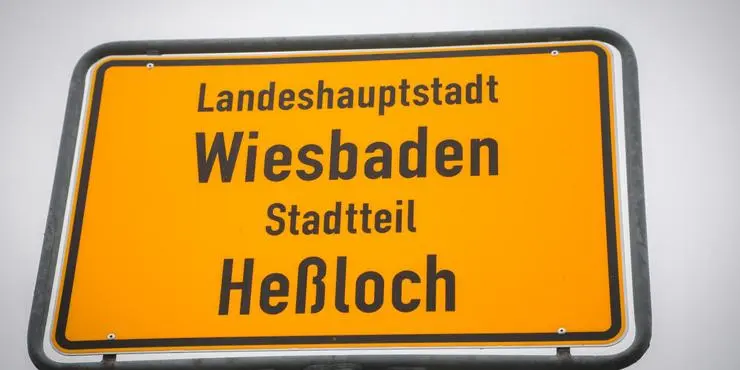 Landeshauptstadt
Wiesbaden
Stadtteil
Heßloch